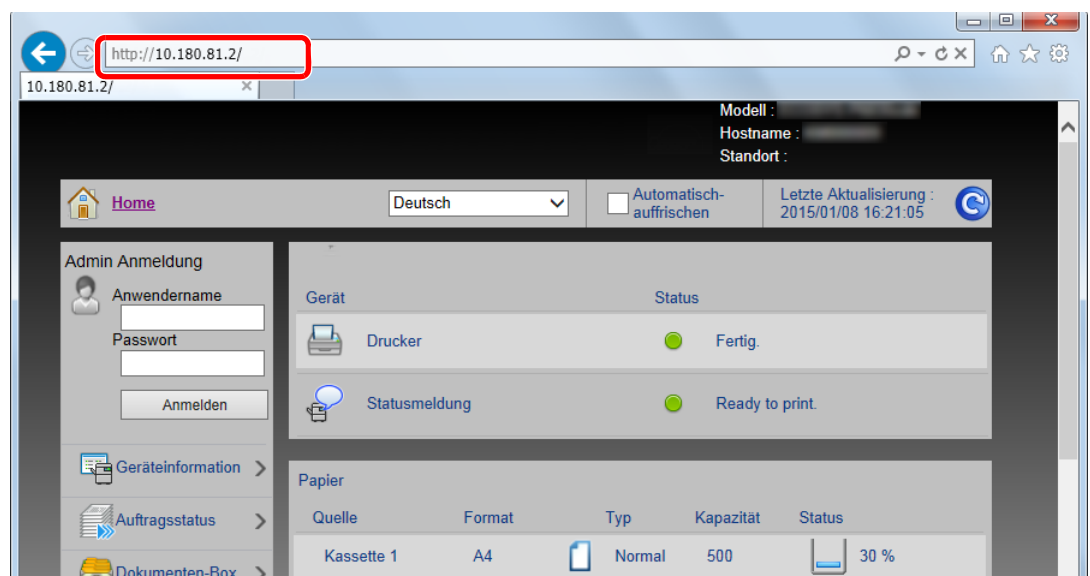 http://10.180.81.2/
10.180.81.2/
Modell :
Hostname :
Standort :
Home
Deutsch
Automatisch-
auffrischen
Letzte Aktualisierung :
2015/01/08 16:21:05
Admin Anmeldung
Anwendername
Passwort
Anmelden
Geräteinformation
Auftragsstatus
Dokumenten-Box
Gerät Status
Drucker Fertig.
Statusmeldung Ready to print.
Papier
Quelle Format Typ Kapazität Status
Kassette 1 A4 Normal 500 30 %